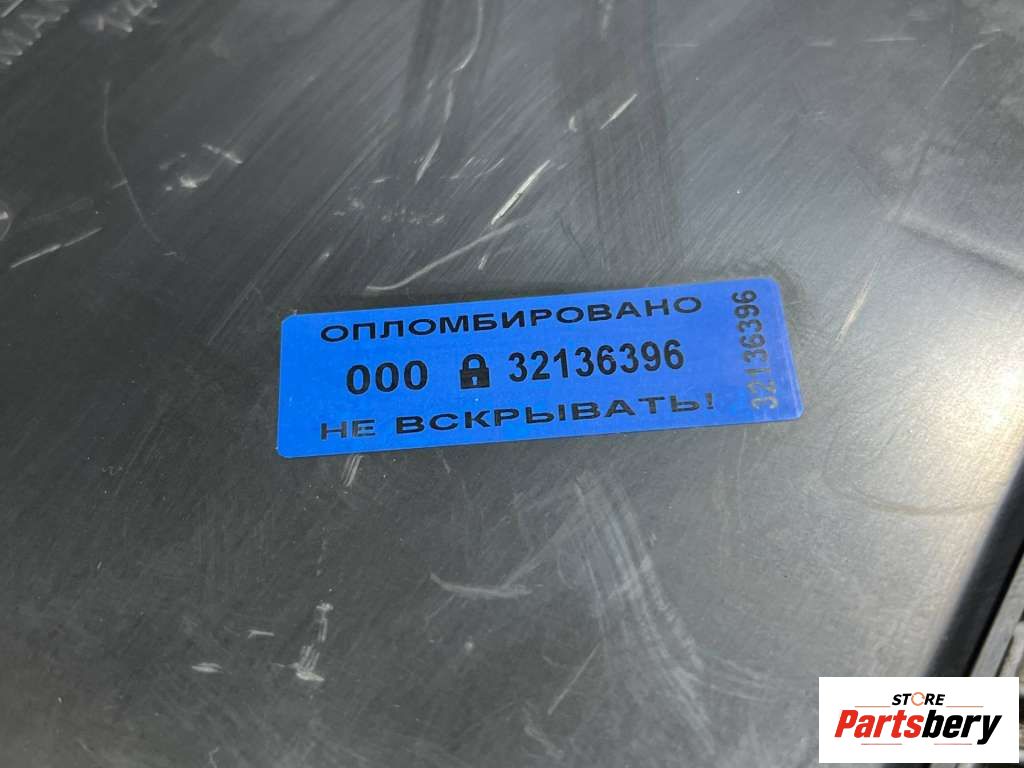 ОПЛОМБИРОВАНО
000 32136396
НЕ ВСКРЫВАТЬ!
32136396
STORE
Partsbery